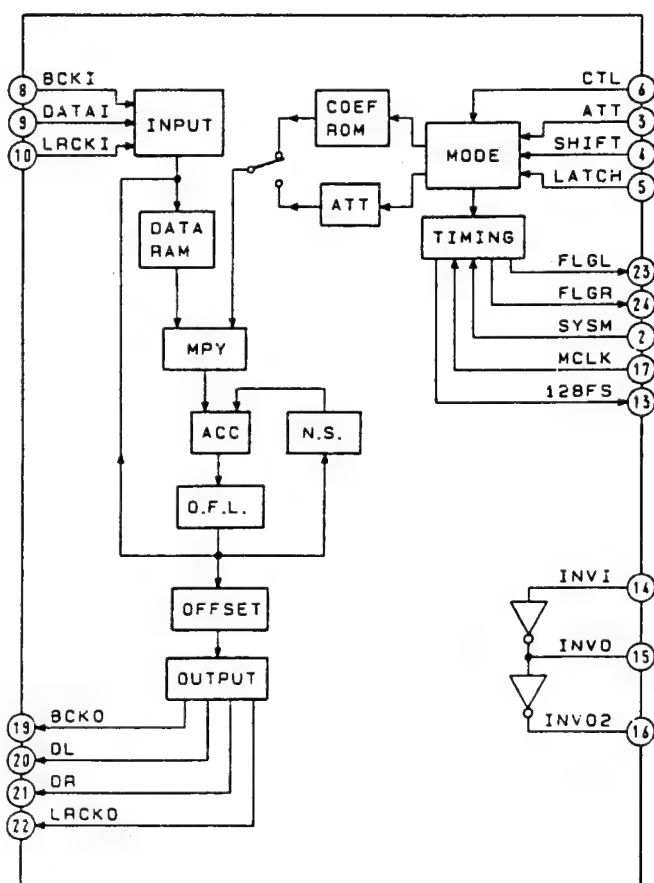 8 BCKI
9 DATAI
10 LRCKI
INPUT
DATA
RAM
MPY
ACC
N.S.
O.F.L.
OFFSET
OUTPUT
19 BCKO
20 DL
21 DR
22 LRCKO
COEF
ROM
ATT
MODE
TIMING
CTL 6
ATT 3
SHIFT 4
LATCH 5
FLGL 23
FLGR 24
SYSM 2
MCLK 17
128FS 13
INVI 14
INVO 15
INVO2 16